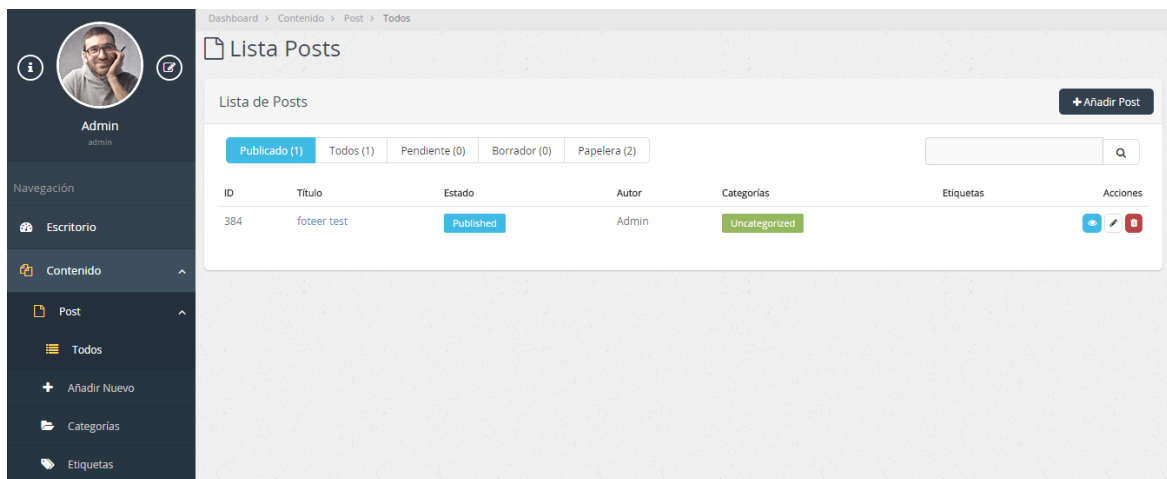 Dashboard > Contenido > Post > Todos
Lista Posts
Admin
admin
Navegación
Escritorio
Contenido
Post
Todos
Añadir Nuevo
Categorías
Etiquetas
Lista de Posts
Añadir Post
Publicado (1) Todos (1) Pendiente (0) Borrador (0) Papelera (2)
ID Título Estado Autor Categorías Etiquetas Acciones
384 foteer test Published Admin Uncategorized